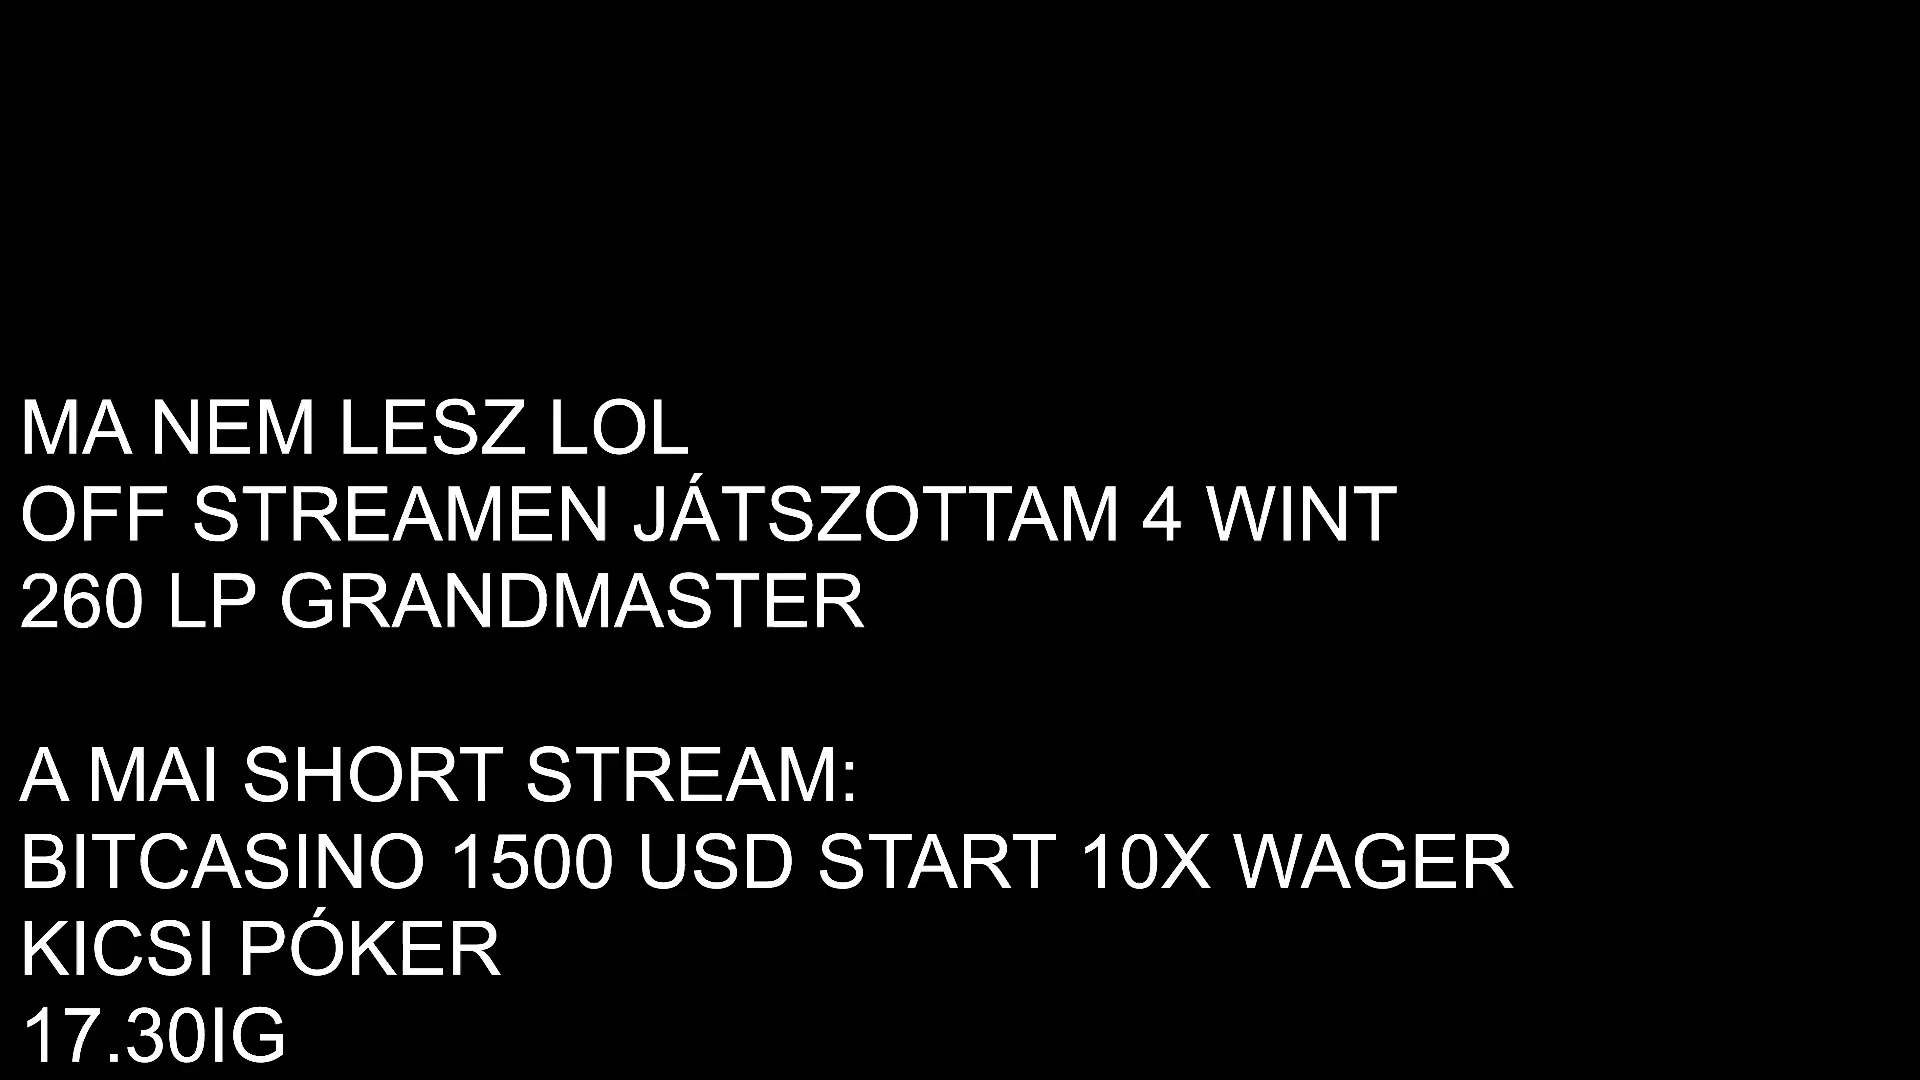 MA NEM LESZ LOL
OFF STREAMEN JÁTSZOTTAM 4 WINT
260 LP GRANDMASTER
A MAI SHORT STREAM:
BITCASINO 1500 USD START 10X WAGER
KICSI PÓKER
17.30IG